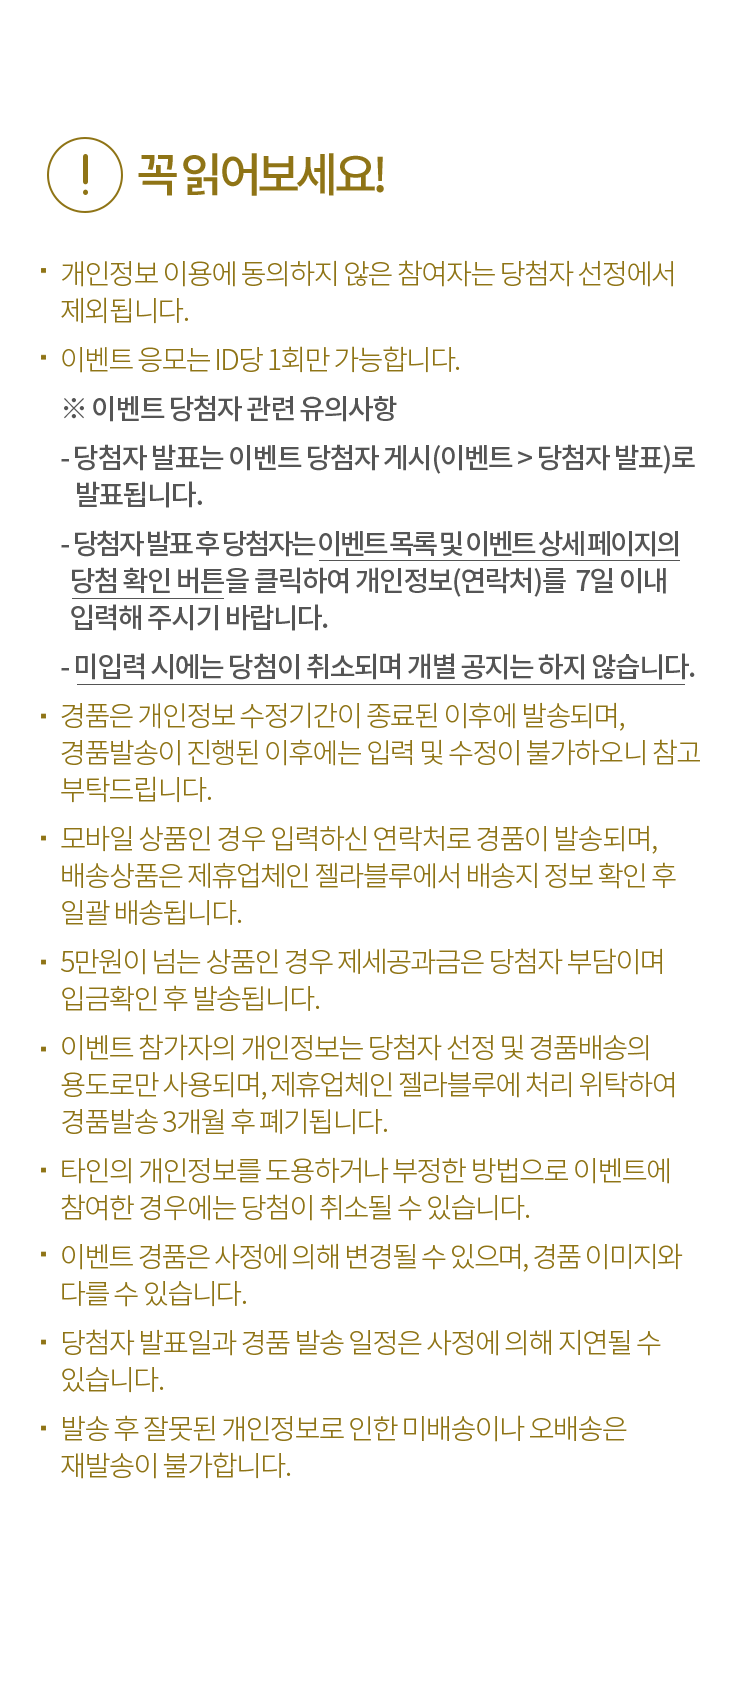 ! 꼭 읽어보세요!
▪ 개인정보 이용에 동의하지 않은 참여자는 당첨자 선정에서
제외됩니다.
▪ 이벤트 응모는 ID당 1회만 가능합니다.
※ 이벤트 당첨자 관련 유의사항
- 당첨자 발표는 이벤트 당첨자 게시(이벤트 > 당첨자 발표)로
발표됩니다.
- 당첨자 발표 후 당첨자는 이벤트 목록 및 이벤트 상세 페이지의
당첨 확인 버튼을 클릭하여 개인정보(연락처)를 7일 이내
입력해 주시기 바랍니다.
- 미입력 시에는 당첨이 취소되며 개별 공지는 하지 않습니다.
▪ 경품은 개인정보 수정기간이 종료된 이후에 발송되며,
경품발송이 진행된 이후에는 입력 및 수정이 불가하오니 참고
부탁드립니다.
▪ 모바일 상품인 경우 입력하신 연락처로 경품이 발송되며,
배송상품은 제휴업체인 젤라블루에서 배송지 정보 확인 후
일괄 배송됩니다.
▪ 5만원이 넘는 상품인 경우 제세공과금은 당첨자 부담이며
입금확인 후 발송됩니다.
▪ 이벤트 참가자의 개인정보는 당첨자 선정 및 경품배송의
용도로만 사용되며, 제휴업체인 젤라블루에 처리 위탁하여
경품발송 3개월 후 폐기됩니다.
▪ 타인의 개인정보를 도용하거나 부정한 방법으로 이벤트에
참여한 경우에는 당첨이 취소될 수 있습니다.
▪ 이벤트 경품은 사정에 의해 변경될 수 있으며, 경품 이미지와
다를 수 있습니다.
▪ 당첨자 발표일과 경품 발송 일정은 사정에 의해 지연될 수
있습니다.
▪ 발송 후 잘못된 개인정보로 인한 미배송이나 오배송은
재발송이 불가합니다.